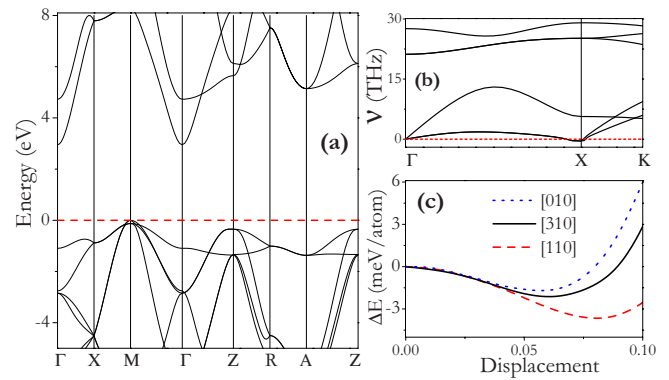 8
4
0
-4
Energy (eV)
(a)
Γ X M Γ Z R A Z
30
15
0
ν (THz)
(b)
Γ X K
6
3
0
-3
ΔE (meV/atom)
(c)
[010]
[310]
[110]
0.00 0.05 0.10
Displacement